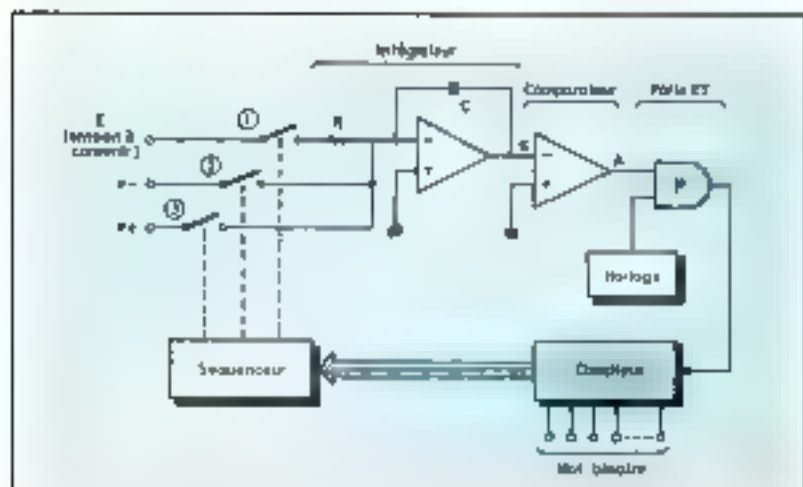 Intégrateur
Comparateur
Porte ET
E
(tension à
convertir)
①
R
C
S
A
②
③
Horloge
Séquenceur
Compteur
Mot binaire